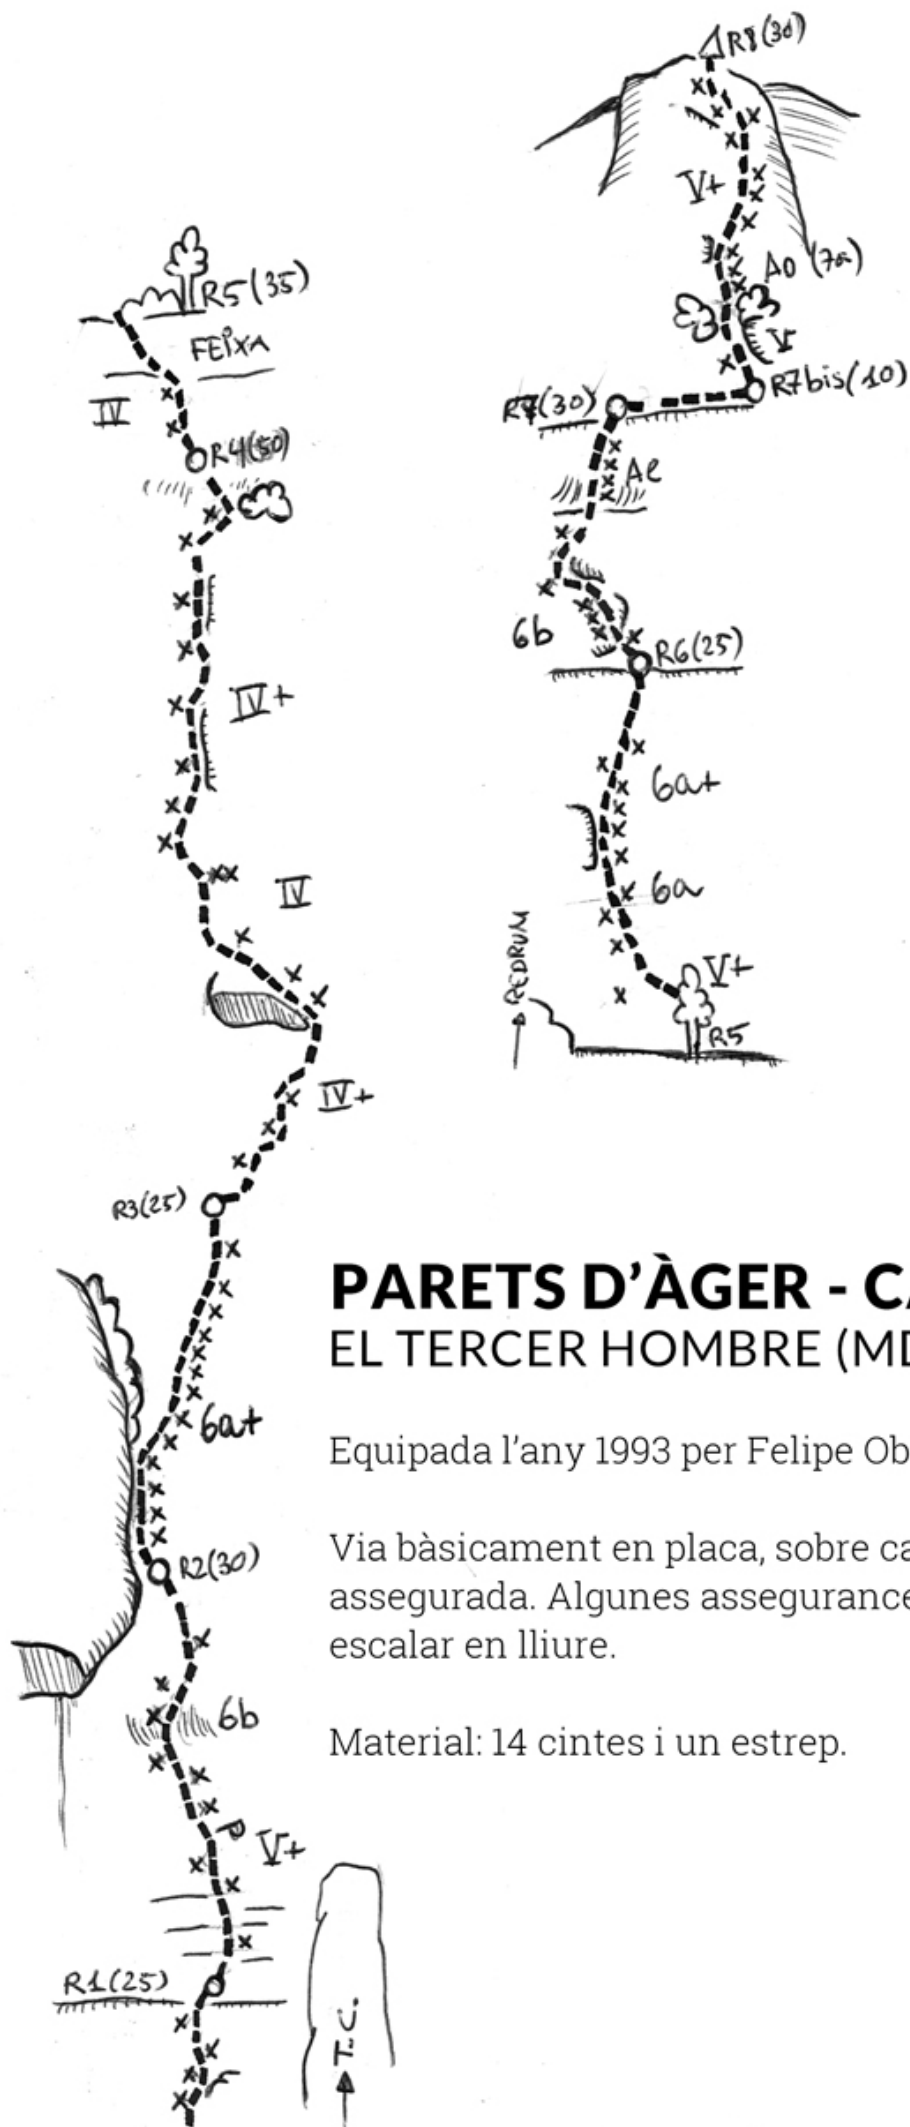 R8(30)
V+
A0 (7a)
V
R7bis(10)
R7(30)
Ae
6b
R6(25)
6a+
6a
V+
R5
REDRUM
R5(35)
FEIXA
IV
R4(50)
IV+
IV
IV+
R3(25)
6a+
R2(30)
6b
V+
R1(25)
T.C.
PARETS D'ÀGER - CA
EL TERCER HOMBRE (MD
Equipada l'any 1993 per Felipe Ob
Via bàsicament en placa, sobre ca
assegurada. Algunes assegurance
escalar en lliure.
Material: 14 cintes i un estrep.